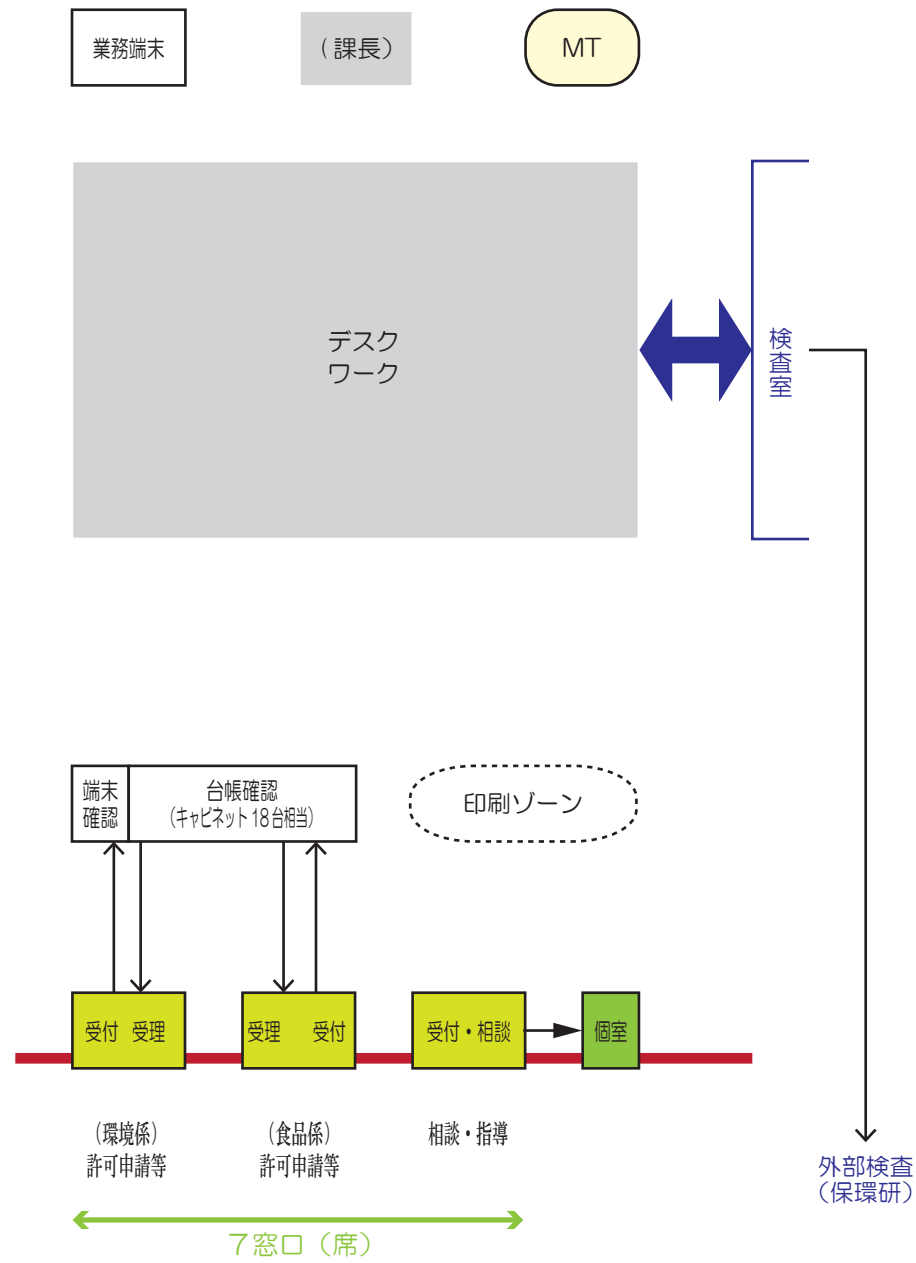 業務端末
(課長)
MT
デスク
ワーク
検査室
端末
確認
台帳確認
(キャビネット18台相当)
印刷ゾーン
受付 受理
受理 受付
受付・相談
個室
(環境係)
許可申請等
(食品係)
許可申請等
相談・指導
外部検査
(保環研)
7窓口(席)